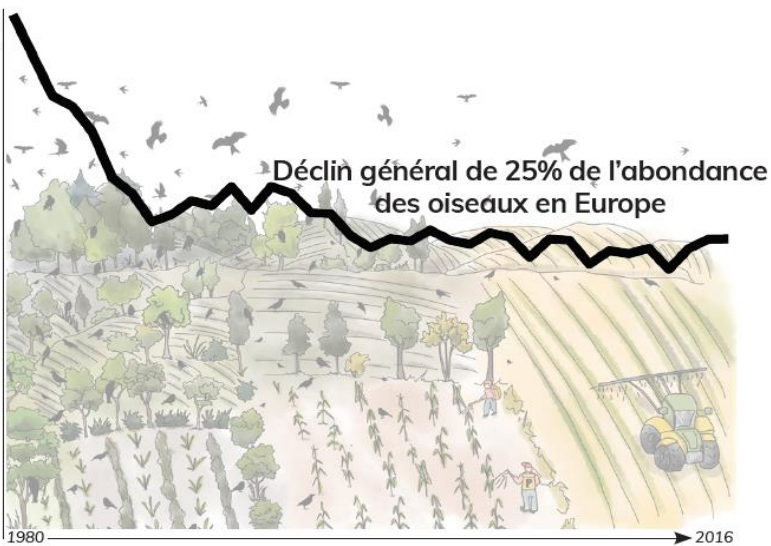 Déclin général de 25% de l'abondance
des oiseaux en Europe
P
1980
2016